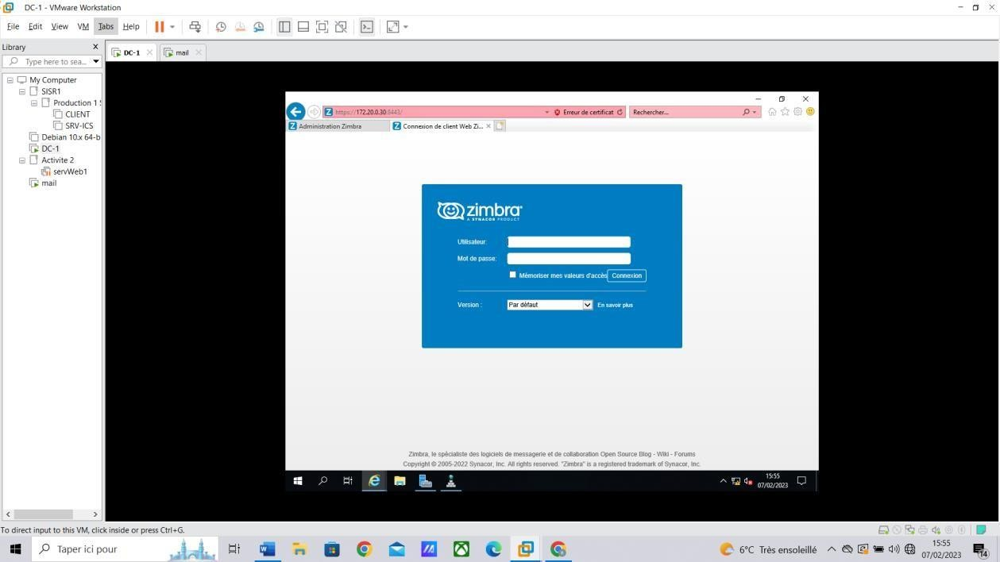 DC-1 - VMware Workstation
File Edit View VM Tabs Help
Library
Type here to sea...
DC-1
mail
My Computer
SISR1
Production 1
CLIENT
SRV-ICS
Debian 10.x 64-b
DC-1
Activite 2
servWeb1
mail
https://172.20.0.30:8443/
Erreur de certificat
Rechercher...
Administration Zimbra
Connexion de client Web Zi...
zimbra
A SYNACOR PRODUCT
Utilisateur:
Mot de passe:
Mémoriser mes valeurs d'accès
Connexion
Version :
Par défaut
En savoir plus
Zimbra, le spécialiste des logiciels de messagerie et de collaboration Open Source Blog - Wiki - Forums
Copyright © 2005-2022 Synacor, Inc. All rights reserved. "Zimbra" is a registered trademark of Synacor, Inc.
15:55
07/02/2023
To direct input to this VM, click inside or press Ctrl+G.
Taper ici pour
6°C Très ensoleillé
15:55
07/02/2023
14